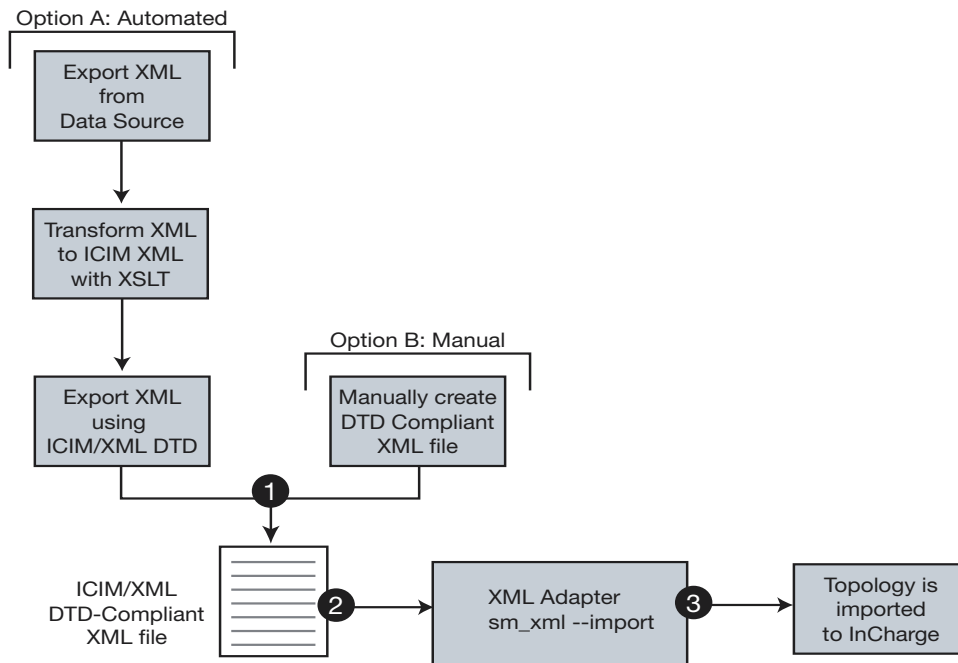 Option A: Automated
Export XML
from
Data Source
Transform XML
to ICIM XML
with XSLT
Option B: Manual
Export XML
using
ICIM/XML DTD
Manually create
DTD Compliant
XML file
1
ICIM/XML
DTD-Compliant
XML file
2
XML Adapter
sm_xml --import
3
Topology is
imported
to InCharge